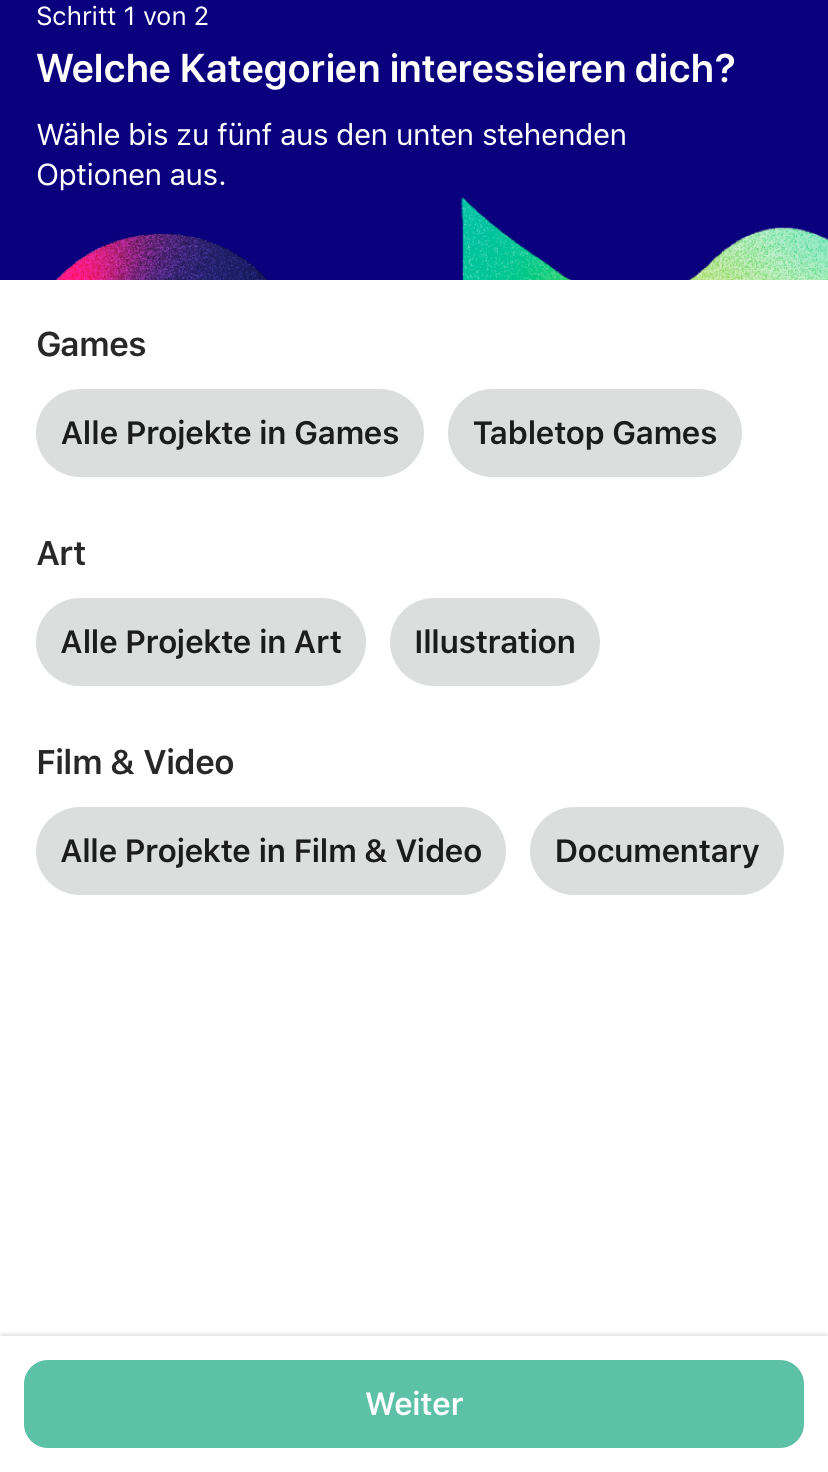 Schritt 1 von 2
Welche Kategorien interessieren dich?
Wähle bis zu fünf aus den unten stehenden
Optionen aus.
Games
Alle Projekte in Games
Tabletop Games
Art
Alle Projekte in Art
Illustration
Film & Video
Alle Projekte in Film & Video
Documentary
Weiter